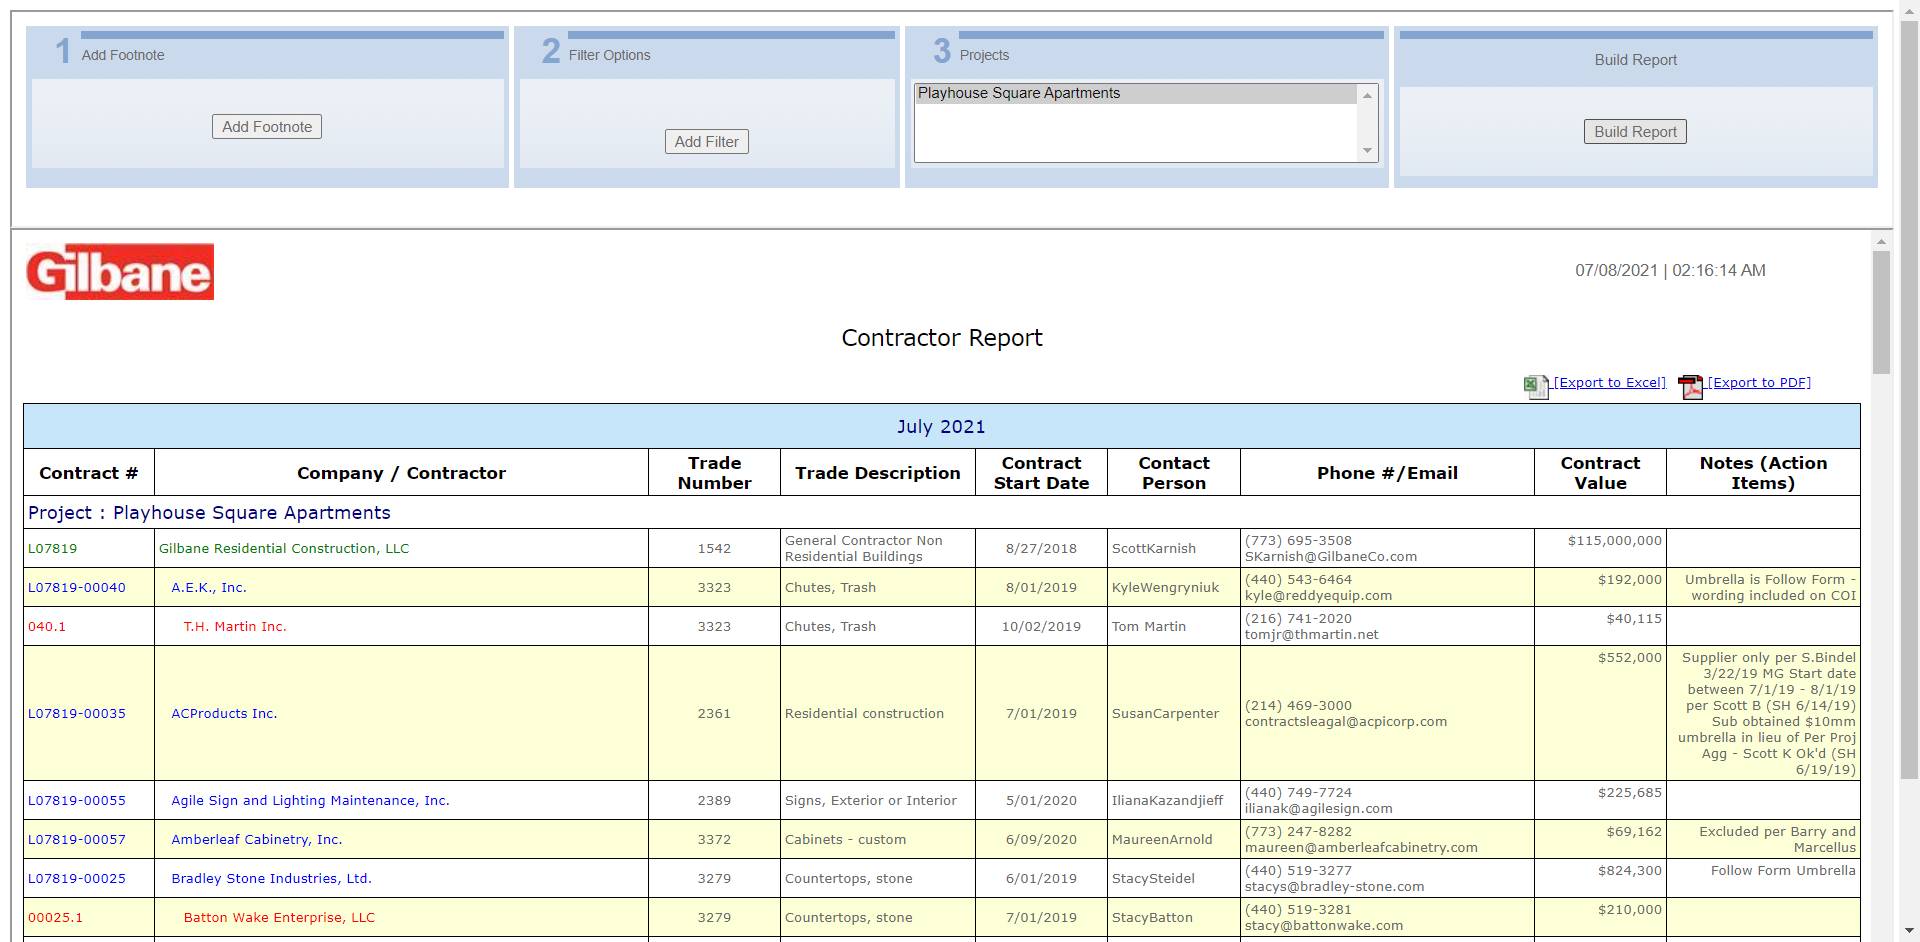 1 Add Footnote
Add Footnote
2 Filter Options
Add Filter
3 Projects
Playhouse Square Apartments
Build Report
Build Report
Gilbane
07/08/2021 | 02:16:14 AM
Contractor Report
[Export to Excel] [Export to PDF]
July 2021
Contract # Company / Contractor Trade Number Trade Description Contract Start Date Contact Person Phone #/Email Contract Value Notes (Action Items)
Project : Playhouse Square Apartments
L07819 Gilbane Residential Construction, LLC 1542 General Contractor Non Residential Buildings 8/27/2018 ScottKarnish (773) 695-3508 SKarnish@GilbaneCo.com $115,000,000
L07819-00040 A.E.K., Inc. 3323 Chutes, Trash 8/01/2019 KyleWengryniuk (440) 543-6464 kyle@reddyequip.com $192,000 Umbrella is Follow Form - wording included on COI
040.1 T.H. Martin Inc. 3323 Chutes, Trash 10/02/2019 Tom Martin (216) 741-2020 tomjr@thmartin.net $40,115
L07819-00035 ACProducts Inc. 2361 Residential construction 7/01/2019 SusanCarpenter (214) 469-3000 contractsleagal@acpicorp.com $552,000 Supplier only per S.Bindel 3/22/19 MG Start date between 7/1/19 - 8/1/19 per Scott B (SH 6/14/19) Sub obtained $10mm umbrella in lieu of Per Proj Agg - Scott K Ok'd (SH 6/19/19)
L07819-00055 Agile Sign and Lighting Maintenance, Inc. 2389 Signs, Exterior or Interior 5/01/2020 IlianaKazandjieff (440) 749-7724 ilianak@agilesign.com $225,685
L07819-00057 Amberleaf Cabinetry, Inc. 3372 Cabinets - custom 6/09/2020 MaureenArnold (773) 247-8282 maureen@amberleafcabinetry.com $69,162 Excluded per Barry and Marcellus
L07819-00025 Bradley Stone Industries, Ltd. 3279 Countertops, stone 6/01/2019 StacySteidel (440) 519-3277 stacys@bradley-stone.com $824,300 Follow Form Umbrella
00025.1 Batton Wake Enterprise, LLC 3279 Countertops, stone 7/01/2019 StacyBatton (440) 519-3281 stacy@battonwake.com $210,000